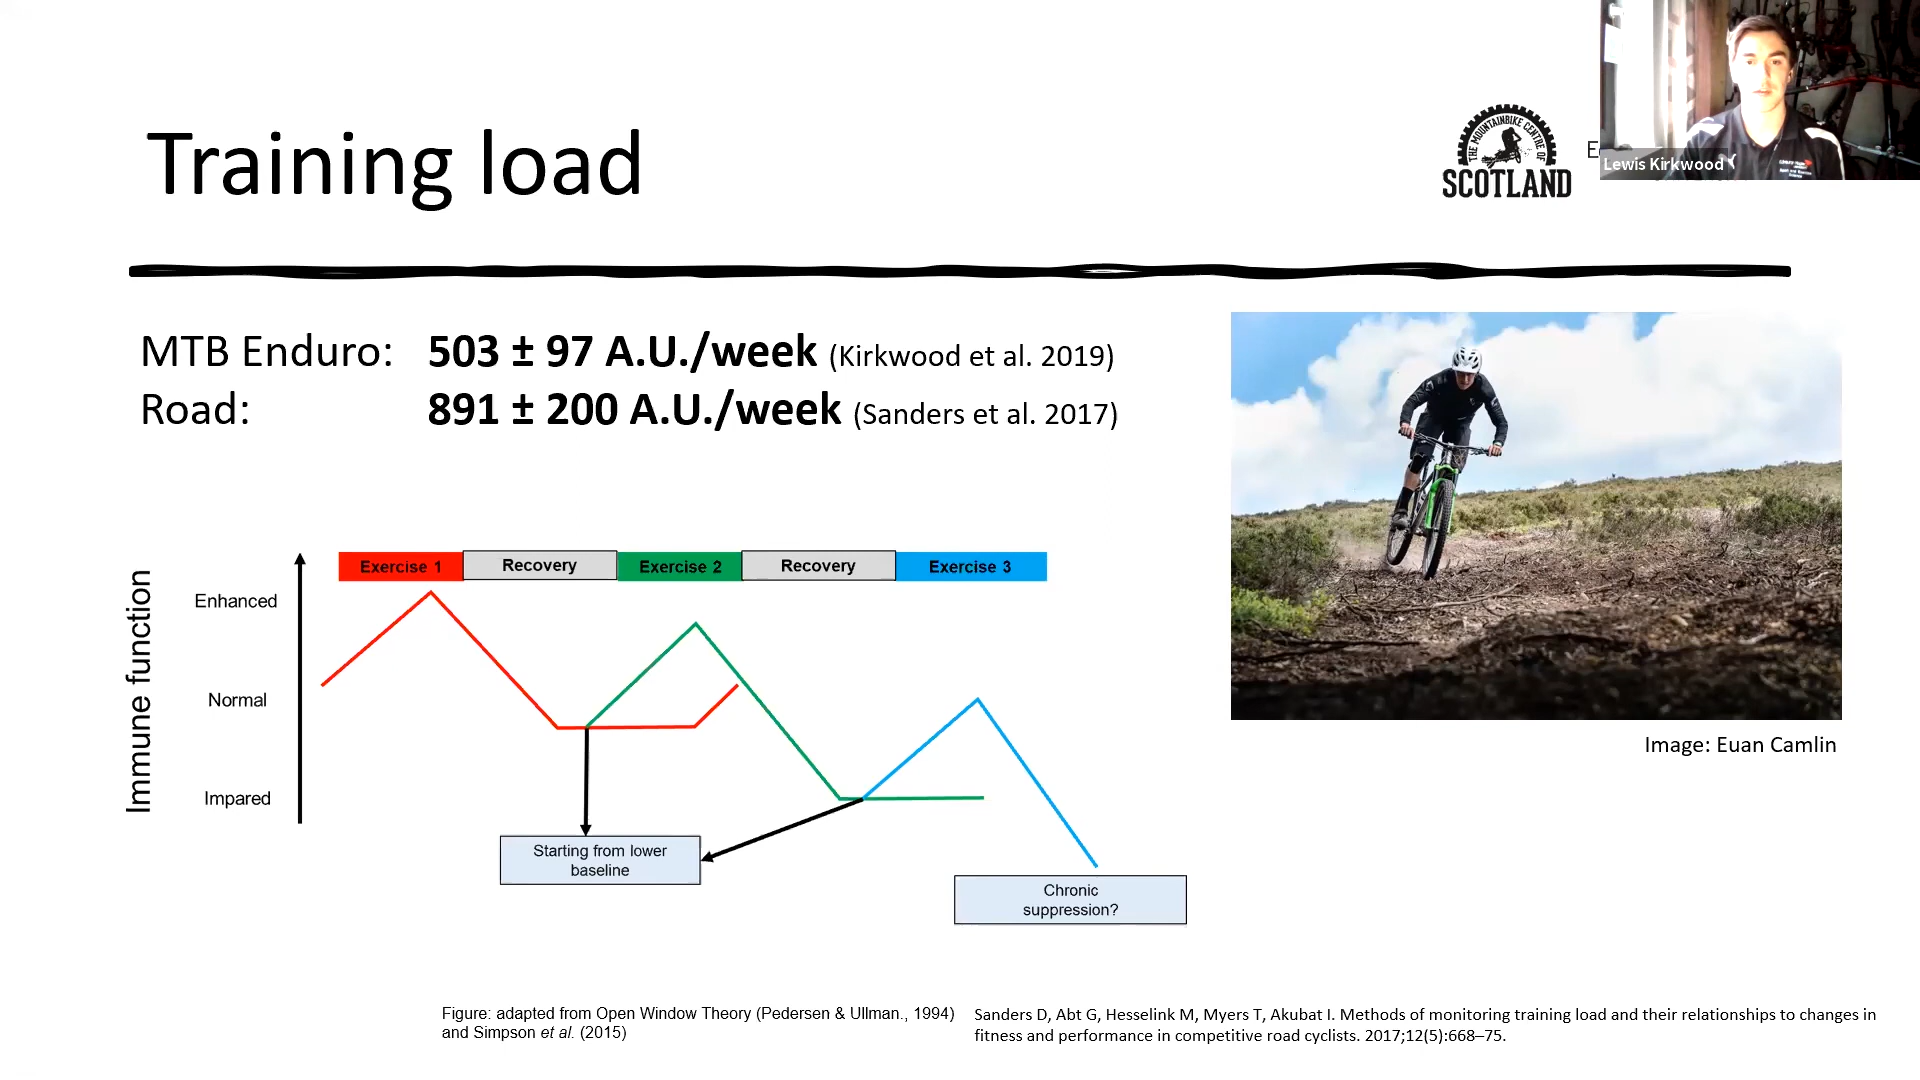 Training load
THE MOUNTAINBIKE CENTRE OF
SCOTLAND
Lewis Kirkwood
MTB Enduro: 503 ± 97 A.U./week (Kirkwood et al. 2019)
Road: 891 ± 200 A.U./week (Sanders et al. 2017)
Exercise 1 Recovery Exercise 2 Recovery Exercise 3
Immune function
Enhanced
Normal
Impared
Starting from lower
baseline
Chronic
suppression?
Image: Euan Camlin
Figure: adapted from Open Window Theory (Pedersen & Ullman., 1994)
and Simpson et al. (2015)
Sanders D, Abt G, Hesselink M, Myers T, Akubat I. Methods of monitoring training load and their relationships to changes in
fitness and performance in competitive road cyclists. 2017;12(5):668–75.